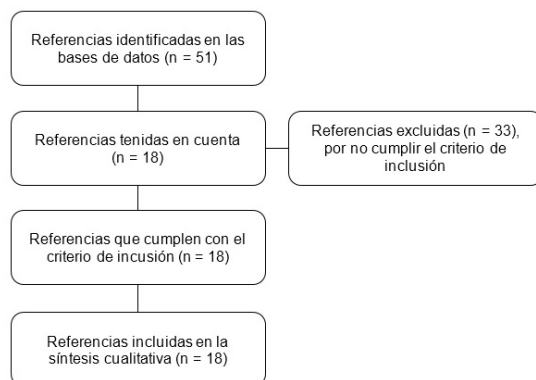 Referencias identificadas en las
bases de datos (n = 51)
Referencias tenidas en cuenta
(n = 18)
Referencias excluidas (n = 33),
por no cumplir el criterio de
inclusión
Referencias que cumplen con el
criterio de incusión (n = 18)
Referencias incluidas en la
síntesis cualitativa (n = 18)